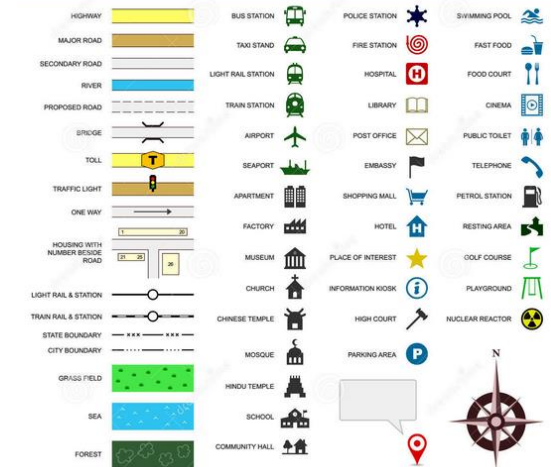 HIGHWAY
MAJOR ROAD
SECONDARY ROAD
RIVER
PROPOSED ROAD
BRIDGE
TOLL
T
TRAFFIC LIGHT
ONE WAY
1 20
HOUSING WITH
NUMBER BESIDE
ROAD
21 25
26
LIGHT RAIL & STATION
TRAIN RAIL & STATION
STATE BOUNDARY
CITY BOUNDARY
GRASS FIELD
SEA
FOREST
BUS STATION
TAXI STAND
LIGHT RAIL STATION
TRAIN STATION
AIRPORT
SEAPORT
APARTMENT
FACTORY
MUSEUM
CHURCH
CHINESE TEMPLE
MOSQUE
HINDU TEMPLE
SCHOOL
COMMUNITY HALL
POLICE STATION
FIRE STATION
HOSPITAL
H
LIBRARY
POST OFFICE
EMBASSY
SHOPPING MALL
HOTEL
H
PLACE OF INTEREST
INFORMATION KIOSK
i
HIGH COURT
PARKING AREA
P
SWIMMING POOL
FAST FOOD
FOOD COURT
CINEMA
PUBLIC TOILET
TELEPHONE
PETROL STATION
RESTING AREA
GOLF COURSE
PLAYGROUND
NUCLEAR REACTOR
N